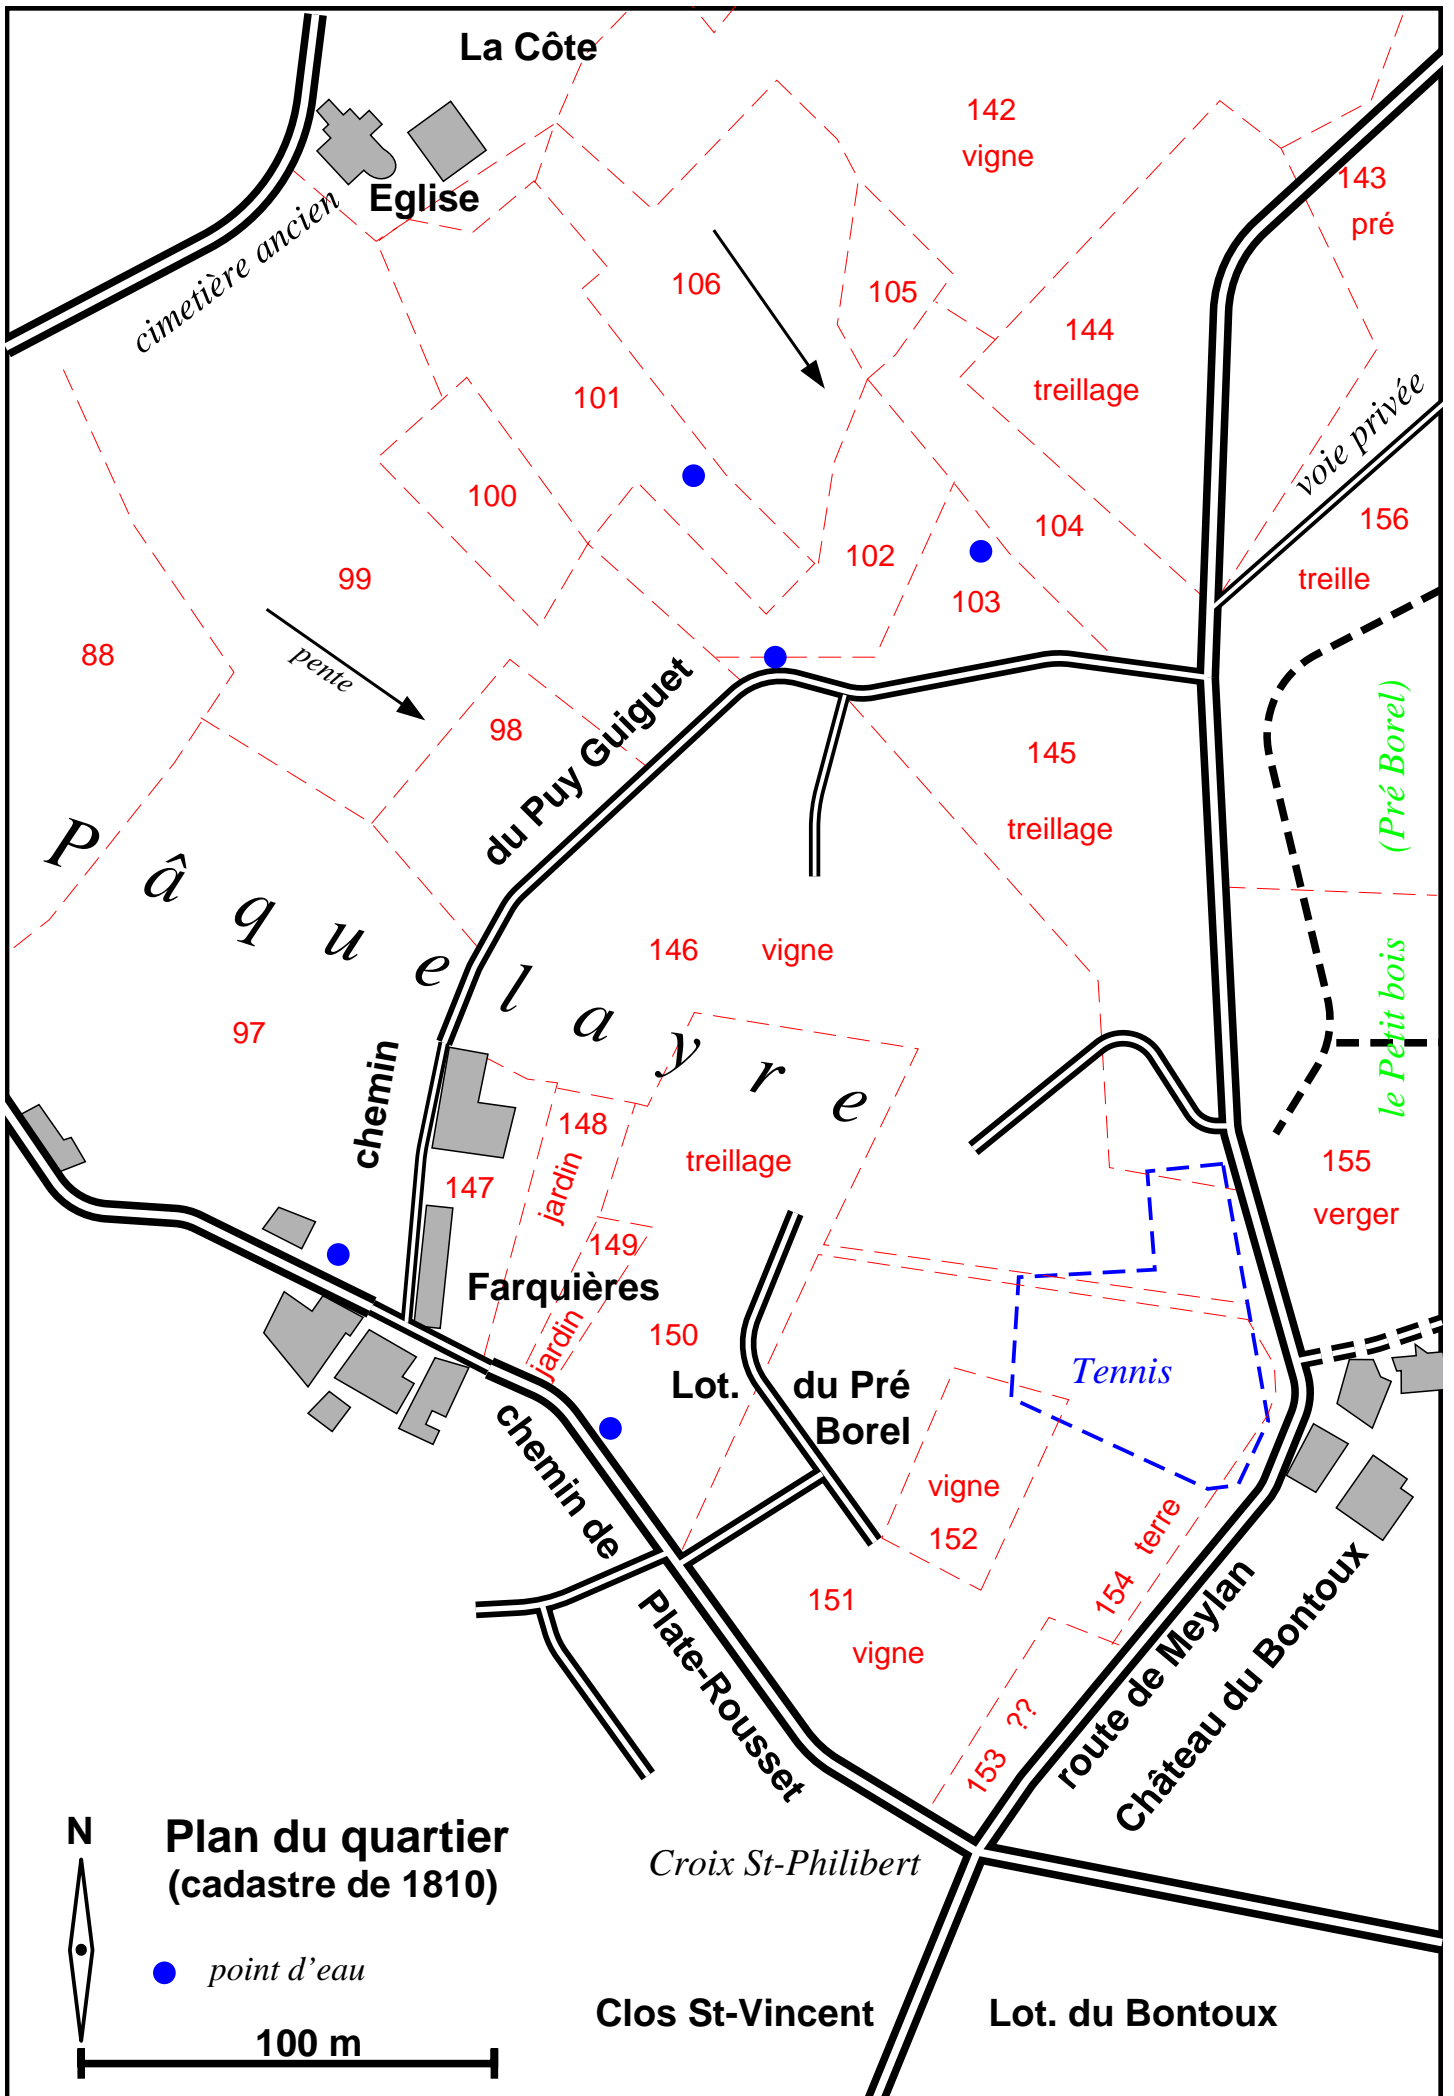 La Côte
142
vigne
143
pré
Eglise
cimetière ancien
106
105
144
treillage
101
voie privée
100
156
104
102
treille
99
103
88
pente
98
du Puy Guiguet
145
(Pré Borel)
treillage
Pâquelayre
146 vigne
le Petit bois
97
chemin
148
jardin
treillage
155
verger
147
149
jardin
Farquières
150
Tennis
Lot. du Pré
Borel
chemin de
Plate-Rousset
vigne
152
154 terre
151
vigne
153 ??
route de Meylan
Château du Bontoux
N
Plan du quartier
(cadastre de 1810)
Croix St-Philibert
point d'eau
Clos St-Vincent
Lot. du Bontoux
100 m